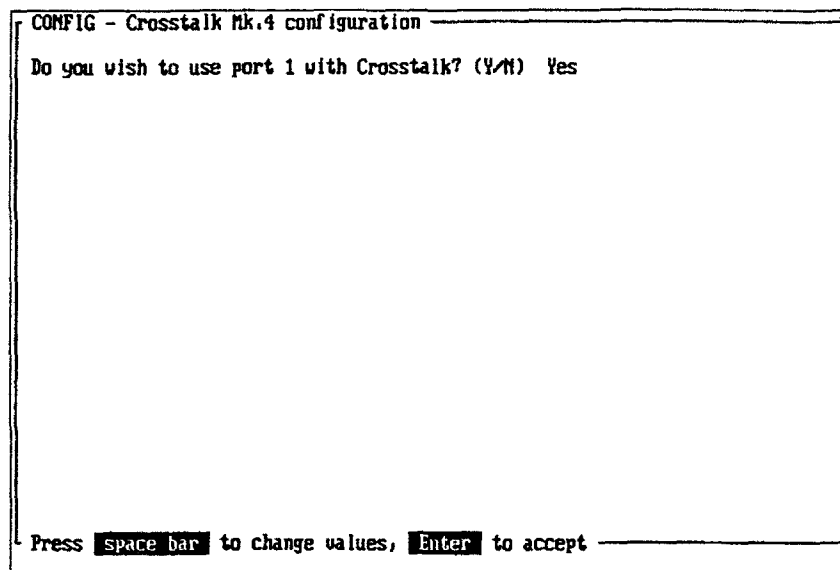 CONFIG - Crosstalk Mk.4 configuration
Do you wish to use port 1 with Crosstalk? (Y/N) Yes
Press space bar to change values, Enter to accept